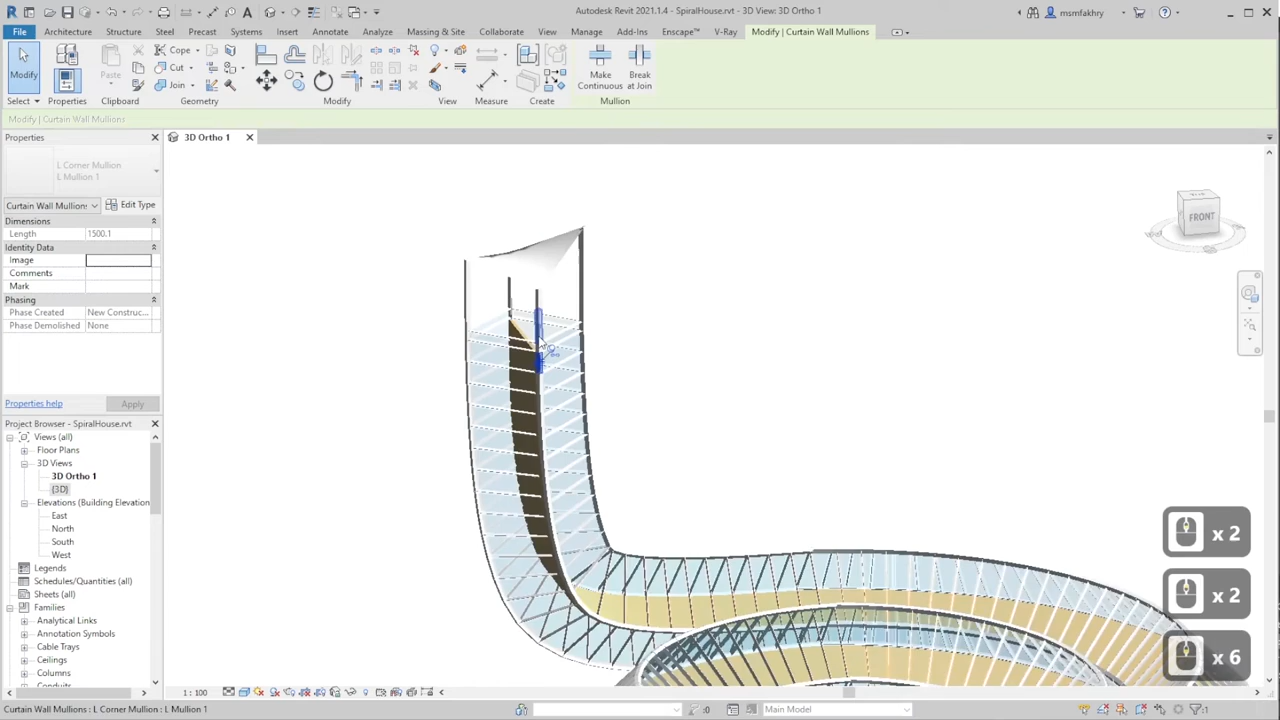 Autodesk Revit 2021.1.4 - SpiralHouse.rvt - 3D View: 3D Ortho 1
msmfakhry
File
Architecture
Structure
Steel
Precast
Systems
Insert
Annotate
Analyze
Massing & Site
Collaborate
View
Manage
Add-Ins
Enscape™
V-Ray
Modify | Curtain Wall Mullions
Modify
Properties
Paste
Cope
Cut
Join
Make
Continuous
Break
at Join
Select
Properties
Clipboard
Geometry
Modify
View
Measure
Create
Mullion
Modify | Curtain Wall Mullions
Properties
3D Ortho 1
L Corner Mullion
L Mullion 1
Curtain Wall Mullions
Edit Type
Dimensions
Length 1500.1
Identity Data
Image
Comments
Mark
Phasing
Phase Created New Construc...
Phase Demolished None
Properties help
Apply
Project Browser - SpiralHouse.rvt
Views (all)
Floor Plans
3D Views
3D Ortho 1
{3D}
Elevations (Building Elevation
East
North
South
West
Legends
Schedules/Quantities (all)
Sheets (all)
Families
Analytical Links
Annotation Symbols
Cable Trays
Ceilings
Columns
FRONT
x 2
x 2
x 6
1 : 100
Curtain Wall Mullions : L Corner Mullion : L Mullion 1
:0
Main Model
:1